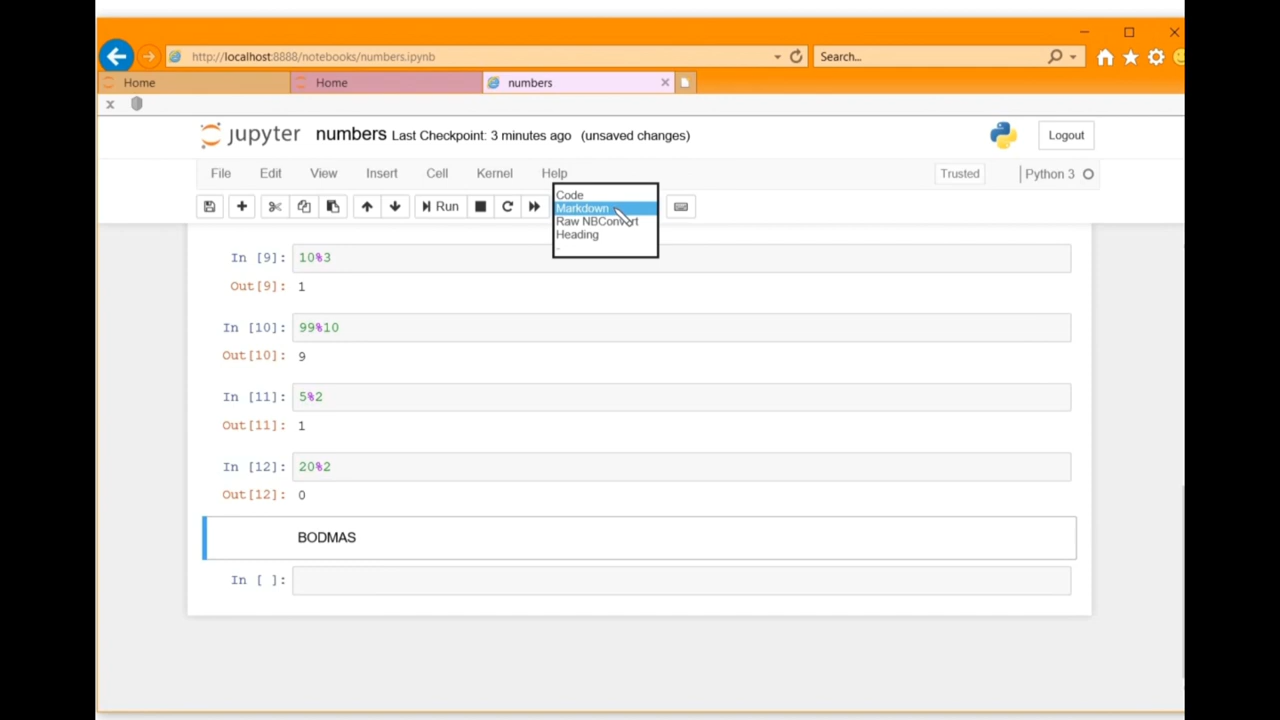 http://localhost:8888/notebooks/numbers.ipynb
Search...
Home
Home
numbers
jupyter numbers Last Checkpoint: 3 minutes ago (unsaved changes)
Logout
File Edit View Insert Cell Kernel Help
Trusted
Python 3
Run
Code
Markdown
Raw NBConvert
Heading
-
In [9]: 10%3
Out[9]: 1
In [10]: 99%10
Out[10]: 9
In [11]: 5%2
Out[11]: 1
In [12]: 20%2
Out[12]: 0
BODMAS
In [ ]: